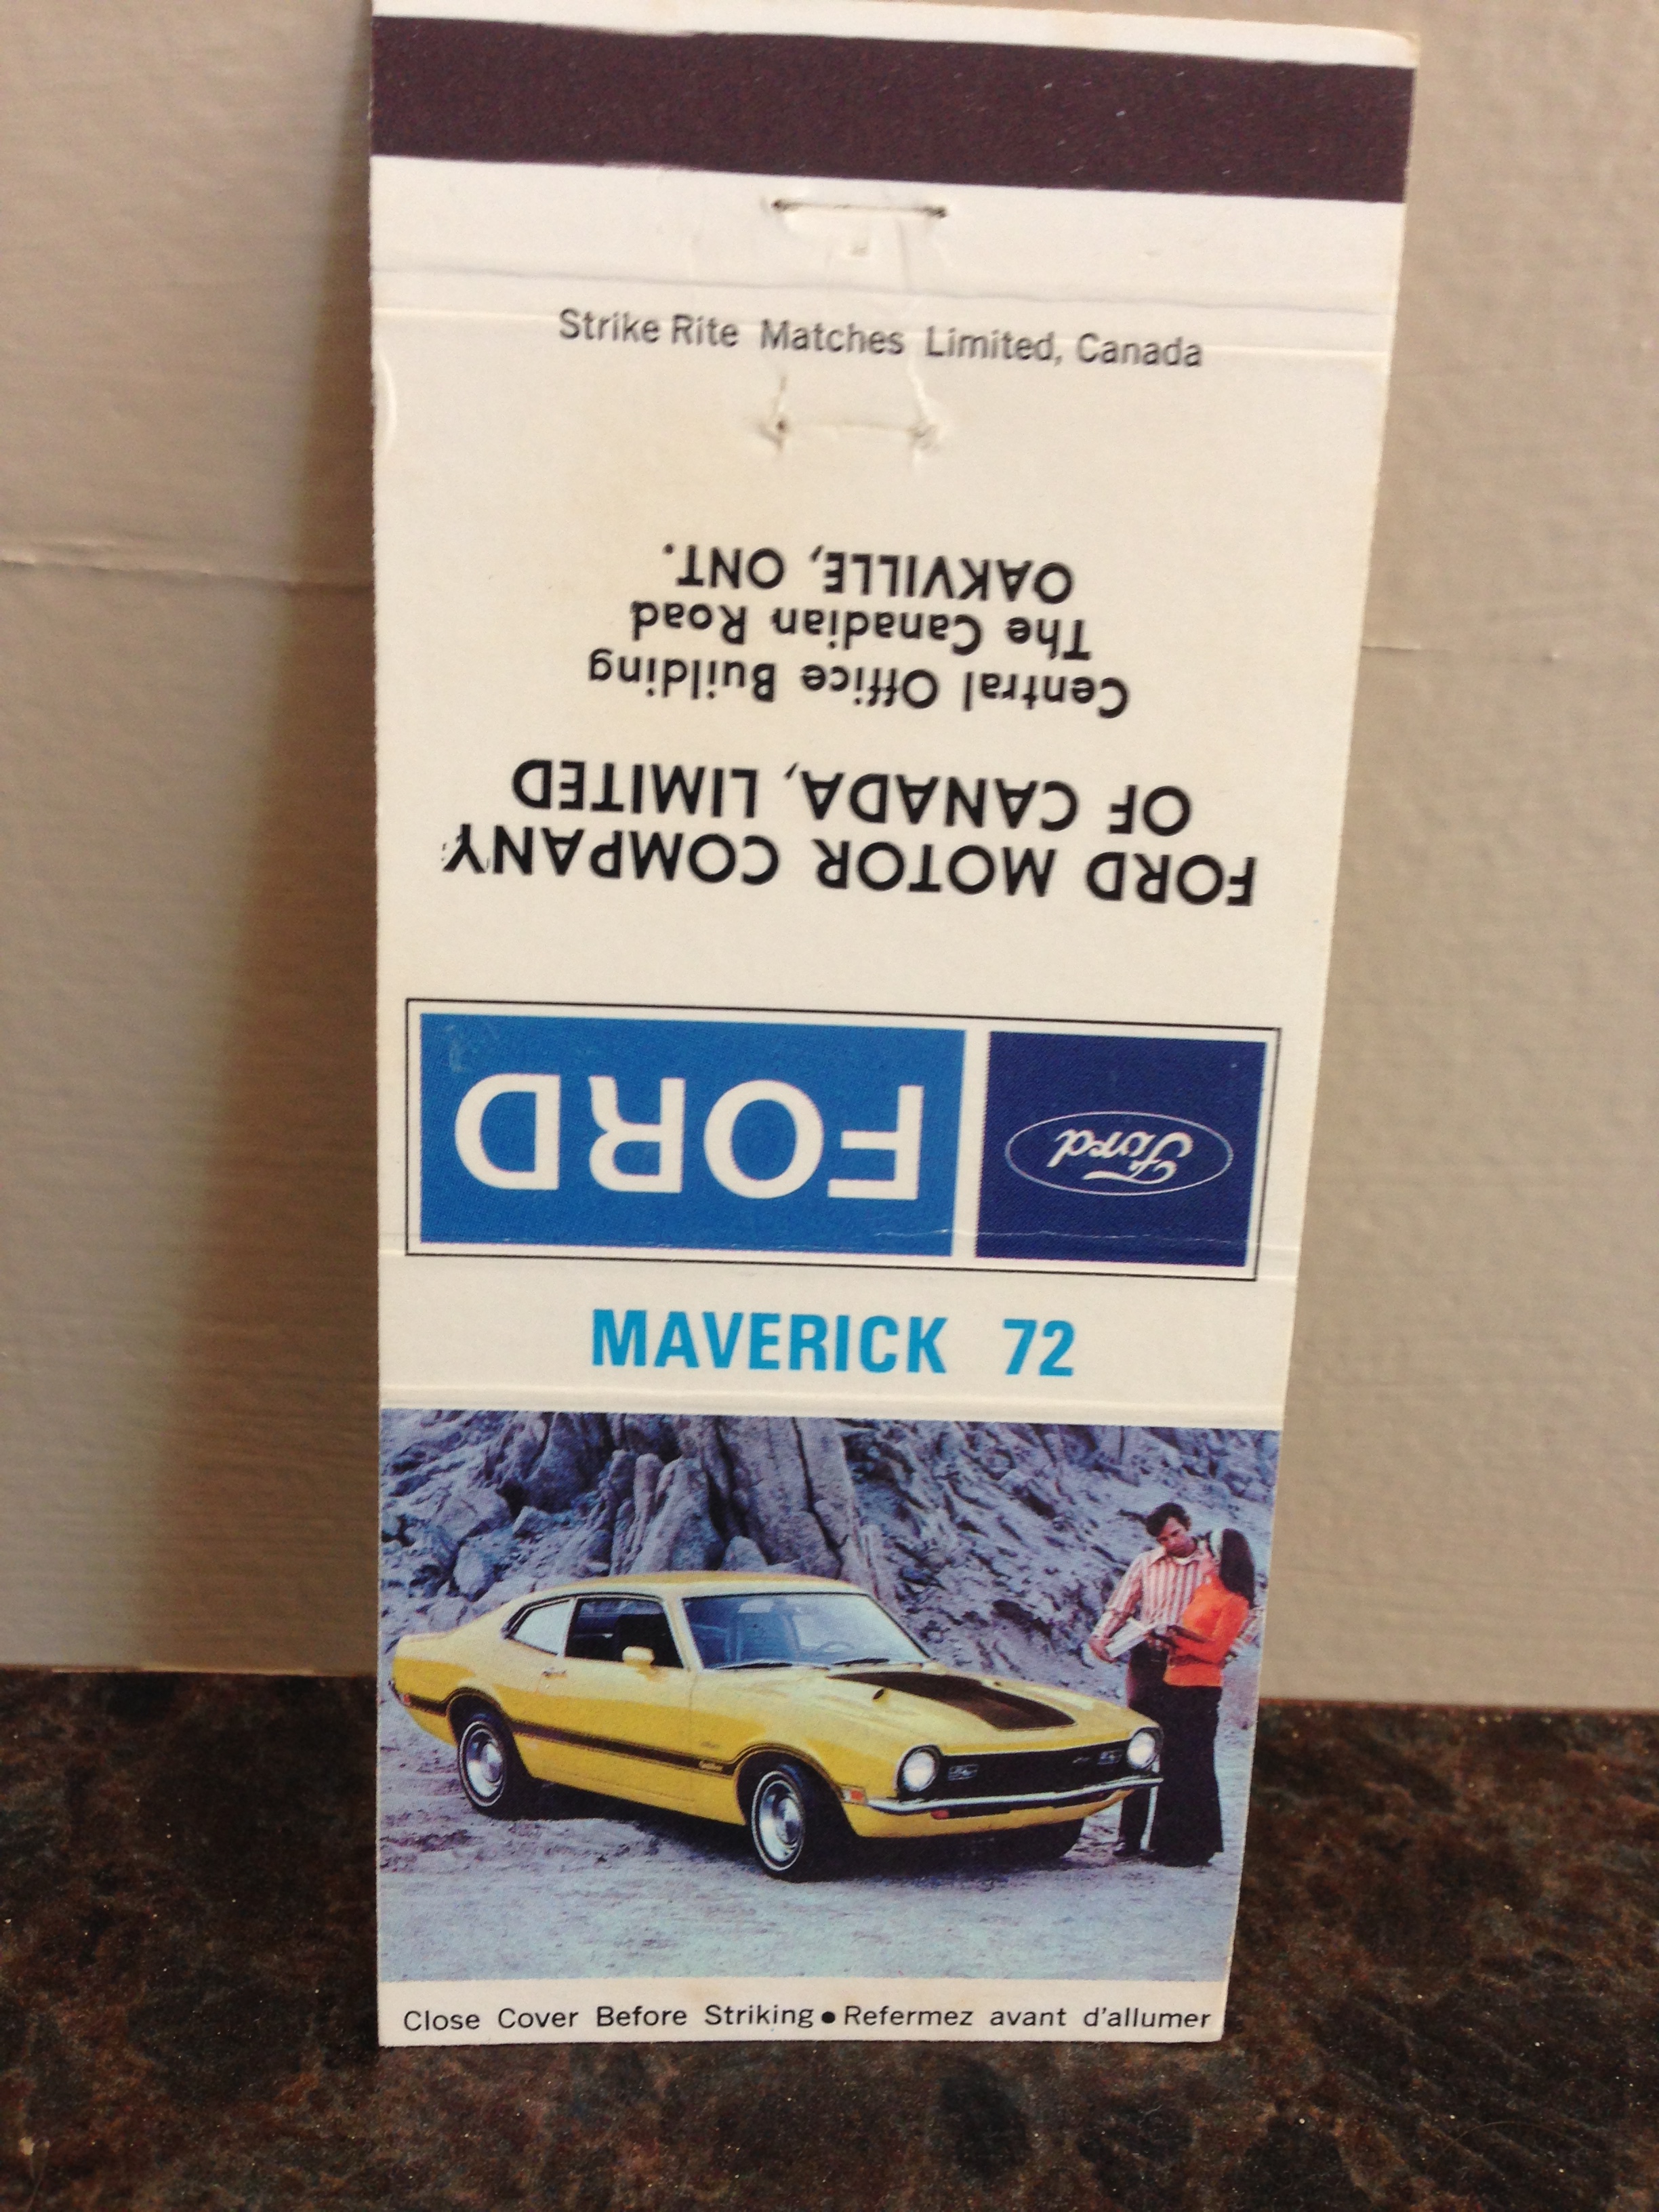 Strike Rite Matches Limited, Canada
FORD MOTOR COMPANY
OF CANADA, LIMITED
Central Office Building
The Canadian Road
OAKVILLE, ONT.
Ford FORD
MAVERICK 72
Close Cover Before Striking • Refermez avant d'allumer